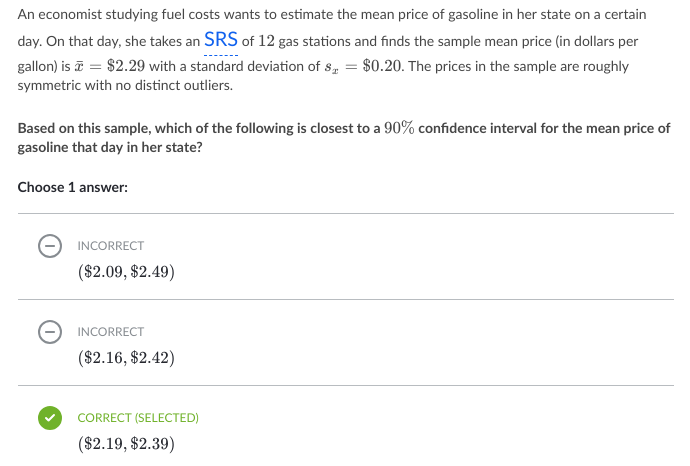 An economist studying fuel costs wants to estimate the mean price of gasoline in her state on a certain
day. On that day, she takes an SRS of 12 gas stations and finds the sample mean price (in dollars per
gallon) is x̄ = $2.29 with a standard deviation of sₓ = $0.20. The prices in the sample are roughly
symmetric with no distinct outliers.
Based on this sample, which of the following is closest to a 90% confidence interval for the mean price of
gasoline that day in her state?
Choose 1 answer:
INCORRECT
($2.09, $2.49)
INCORRECT
($2.16, $2.42)
CORRECT (SELECTED)
($2.19, $2.39)